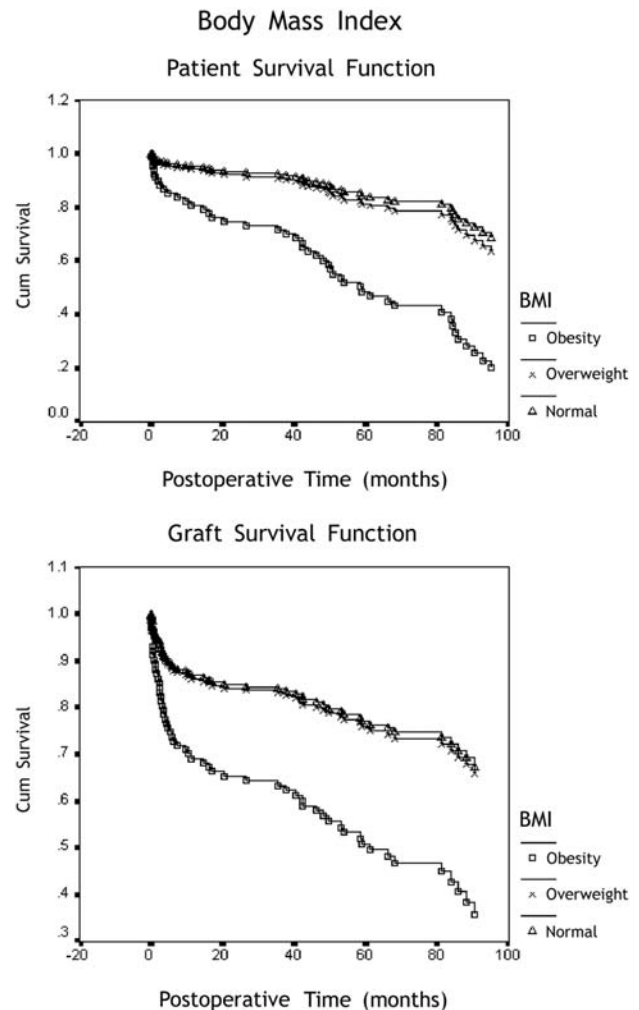 Body Mass Index
Patient Survival Function
1.2
1.0
.8
.6
.4
.2
0.0
-20
0
20
40
60
80
100
Cum Survival
Postoperative Time (months)
BMI
Obesity
Overweight
Normal
Graft Survival Function
1.1
1.0
.9
.8
.7
.6
.5
.4
.3
-20
0
20
40
60
80
100
Cum Survival
Postoperative Time (months)
BMI
Obesity
Overweight
Normal